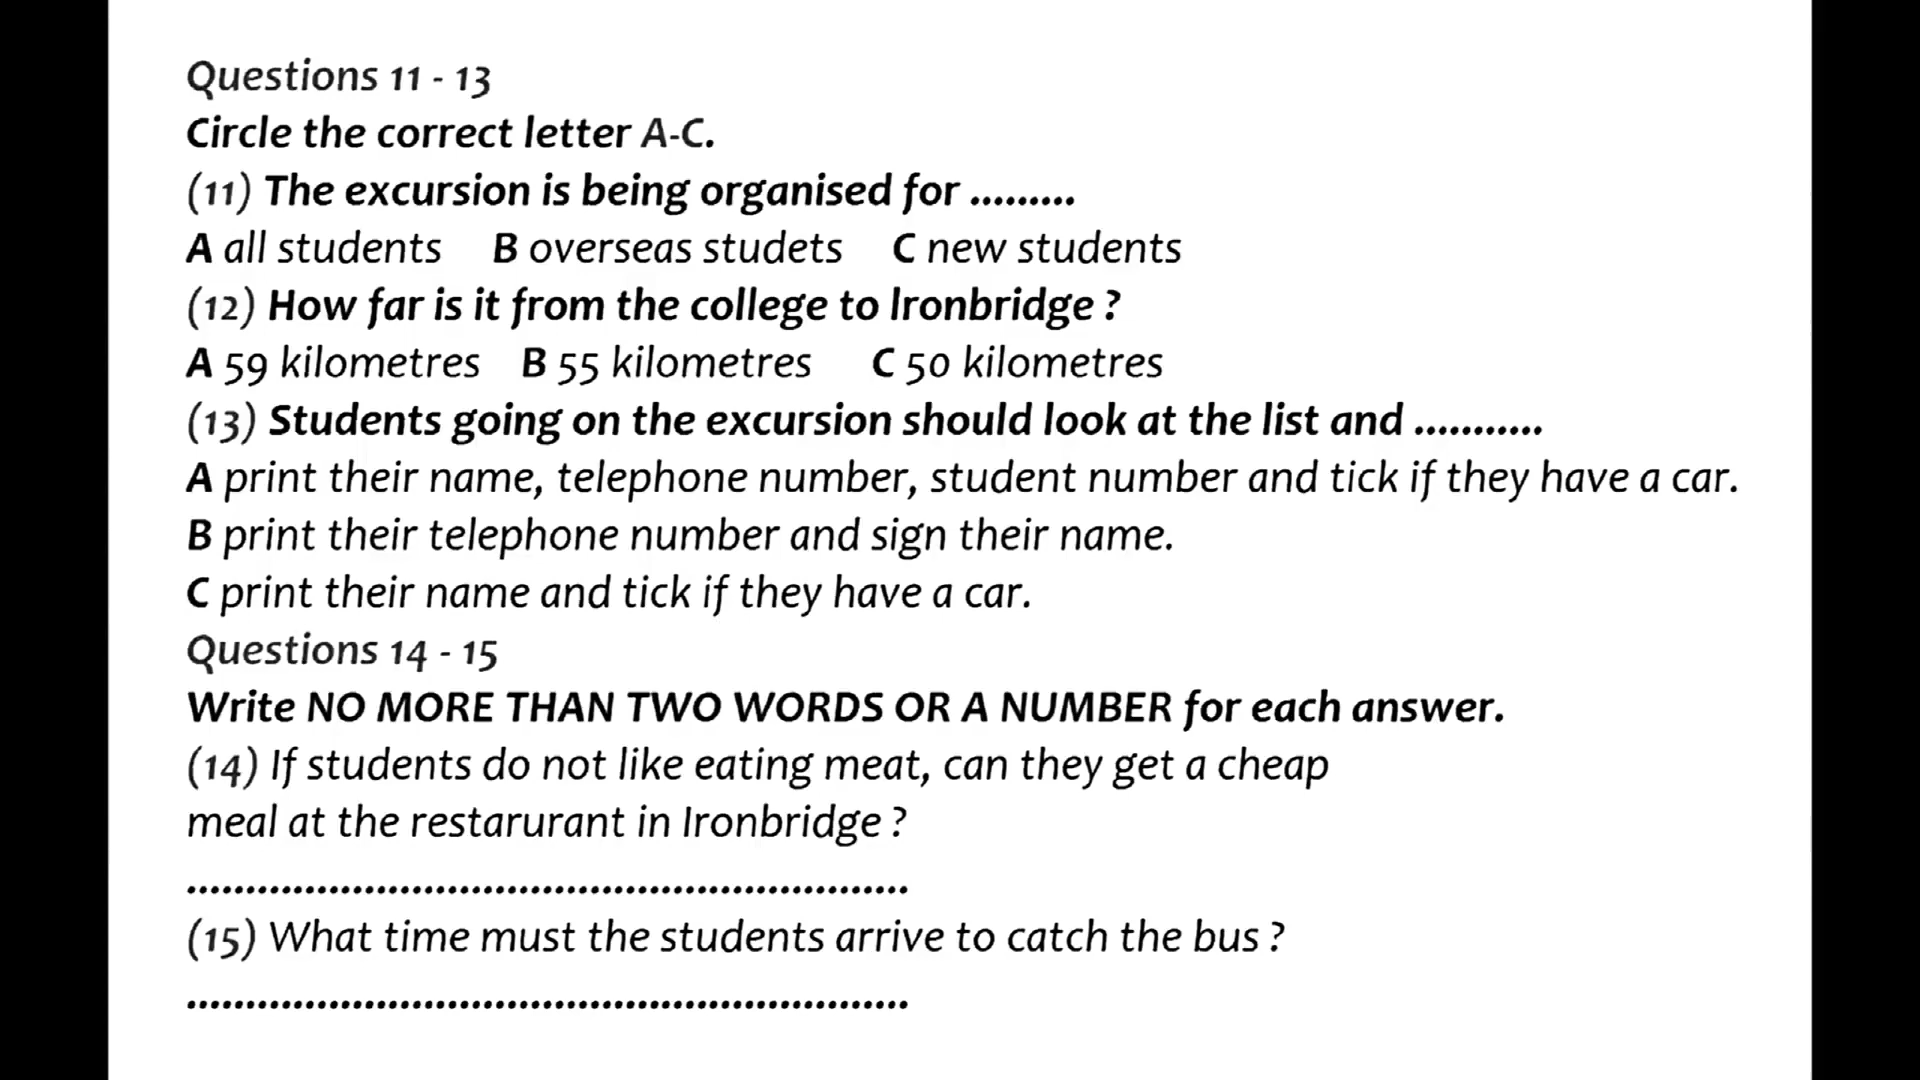 Questions 11 - 13
Circle the correct letter A-C.
(11) The excursion is being organised for .........
A all students B overseas studets C new students
(12) How far is it from the college to Ironbridge ?
A 59 kilometres B 55 kilometres C 50 kilometres
(13) Students going on the excursion should look at the list and ...........
A print their name, telephone number, student number and tick if they have a car.
B print their telephone number and sign their name.
C print their name and tick if they have a car.
Questions 14 - 15
Write NO MORE THAN TWO WORDS OR A NUMBER for each answer.
(14) If students do not like eating meat, can they get a cheap
meal at the restarurant in Ironbridge ?
.............................................................
(15) What time must the students arrive to catch the bus ?
.............................................................